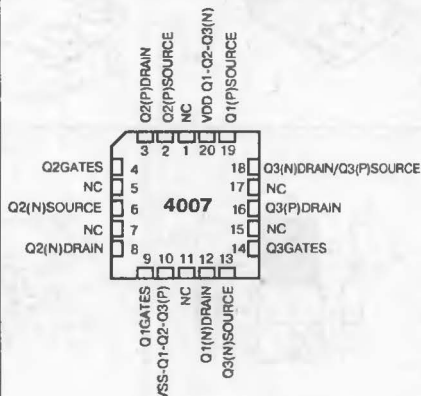 Q2(P)DRAIN
Q2(P)SOURCE
NC
VDD Q1-Q2-Q3(N)
Q1(P)SOURCE
3 2 1 20 19
Q2GATES 4
NC 5
Q2(N)SOURCE 6
NC 7
Q2(N)DRAIN 8
4007
18 Q3(N)DRAIN/Q3(P)SOURCE
17 NC
16 Q3(P)DRAIN
15 NC
14 Q3GATES
9 10 11 12 13
Q1GATES
VSS-Q1-Q2-Q3(P)
NC
Q1(N)DRAIN
Q3(N)SOURCE